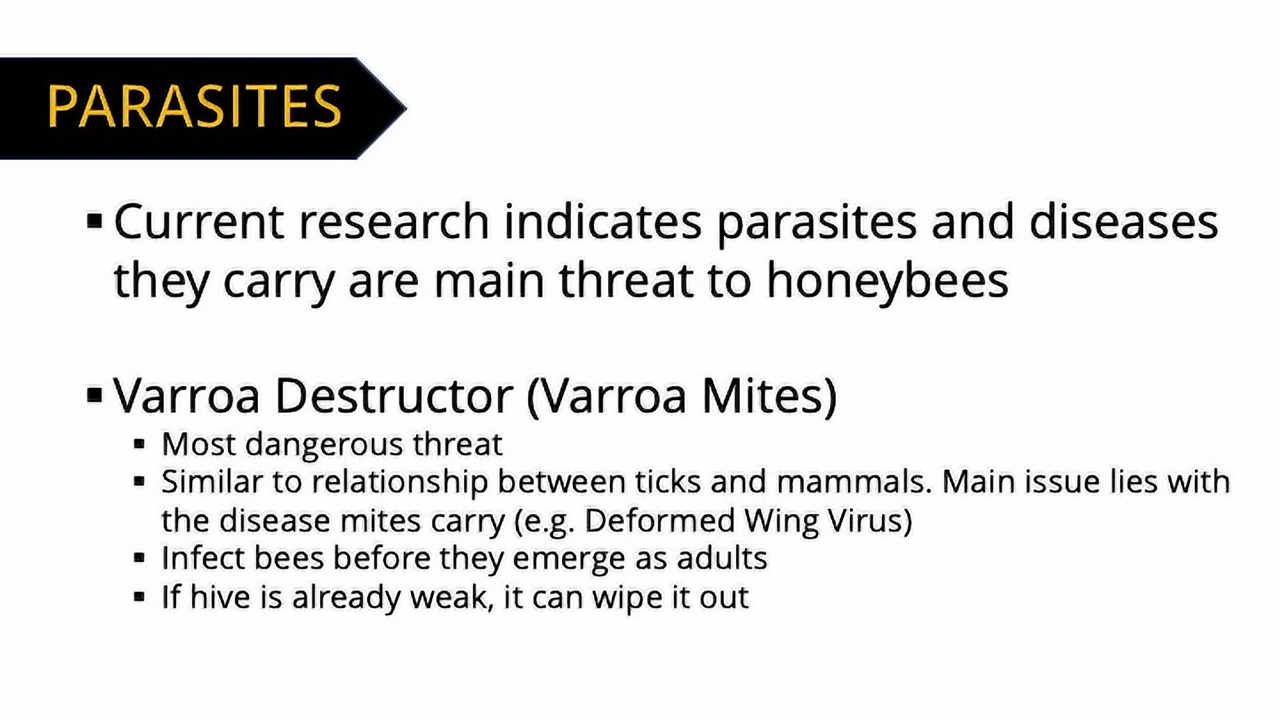 PARASITES
▪ Current research indicates parasites and diseases
they carry are main threat to honeybees
▪ Varroa Destructor (Varroa Mites)
▪ Most dangerous threat
▪ Similar to relationship between ticks and mammals. Main issue lies with
the disease mites carry (e.g. Deformed Wing Virus)
▪ Infect bees before they emerge as adults
▪ If hive is already weak, it can wipe it out